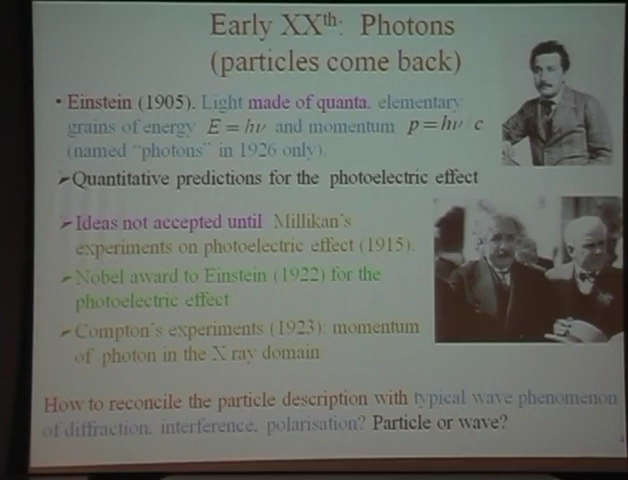 Early XXth: Photons
(particles come back)
• Einstein (1905). Light made of quanta, elementary
grains of energy E = hν and momentum p = hν c
(named "photons" in 1926 only).
➢Quantitative predictions for the photoelectric effect
➢Ideas not accepted until Millikan's
experiments on photoelectric effect (1915).
➢Nobel award to Einstein (1922) for the
photoelectric effect
➢Compton's experiments (1923): momentum
of photon in the X ray domain
How to reconcile the particle description with typical wave phenomenon
of diffraction, interference, polarisation? Particle or wave?
4